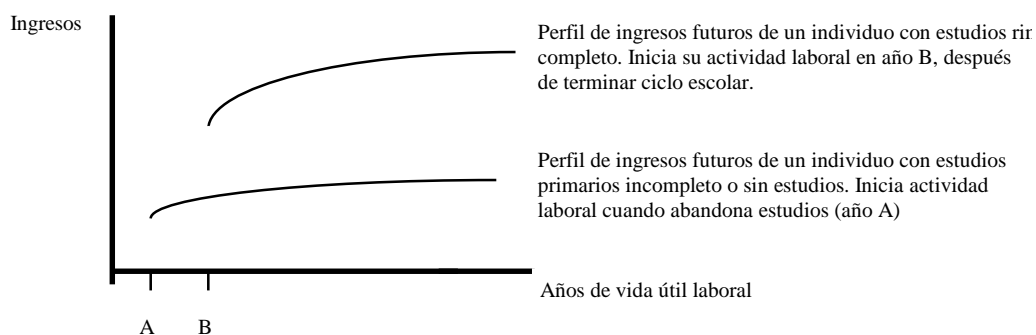 Ingresos
Perfil de ingresos futuros de un individuo con estudios
completo. Inicia su actividad laboral en año B, después
de terminar ciclo escolar.
Perfil de ingresos futuros de un individuo con estudios
primarios incompleto o sin estudios. Inicia actividad
laboral cuando abandona estudios (año A)
Años de vida útil laboral
A B